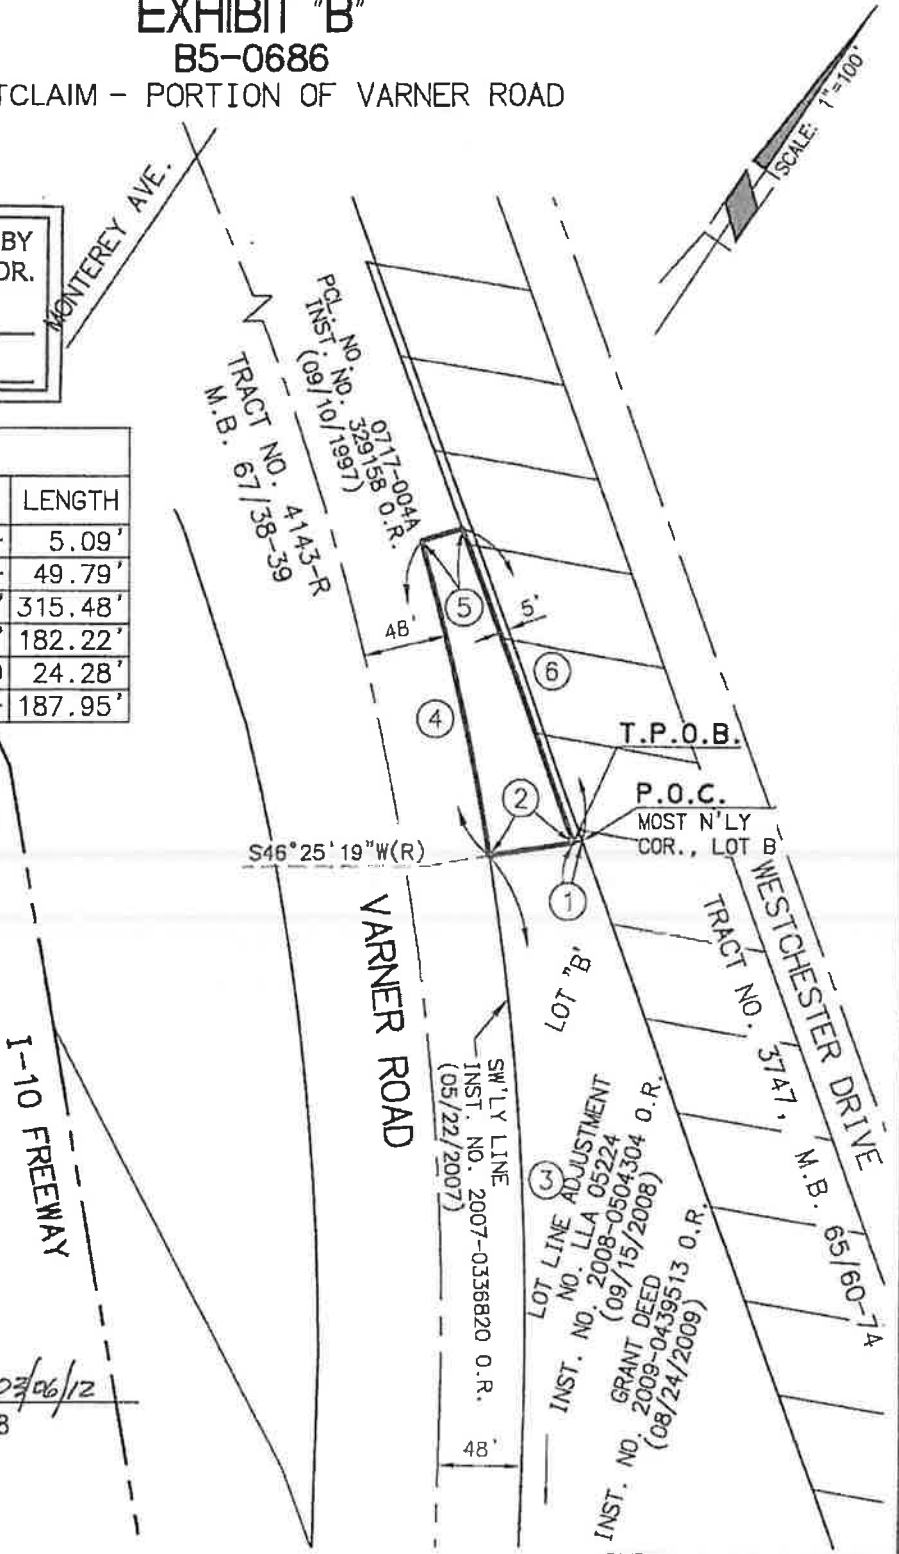 EXHIBIT "B"
B5-0686
TCLAIM - PORTION OF VARNER ROAD
SCALE: 1"=100'
BY
OR.
MONTEREY AVE.
PCL. NO. 0717-004A
INST. NO. 329158 O.R.
(09/10/1997)
TRACT NO. 4143-R
M.B. 67/38-39
LENGTH
5.09'
49.79'
315.48'
182.22'
24.28'
187.95'
48'
5
5'
6
4
T.P.O.B.
2
P.O.C.
MOST N'LY
COR., LOT B
S46°25'19"W(R)
1
VARNER ROAD
LOT "B"
WESTCHESTER DRIVE
TRACT NO. 3747, M.B. 65/60-74
I-10 FREEWAY
SW'LY LINE
INST. NO. 2007-0336820 O.R.
(05/22/2007)
3
LOT LINE ADJUSTMENT
NO. LLA 05224
INST. NO. 2008-0504304 O.R.
(09/15/2008)
GRANT DEED
INST. NO. 2009-0439513 O.R.
(08/24/2009)
03/06/12
48'